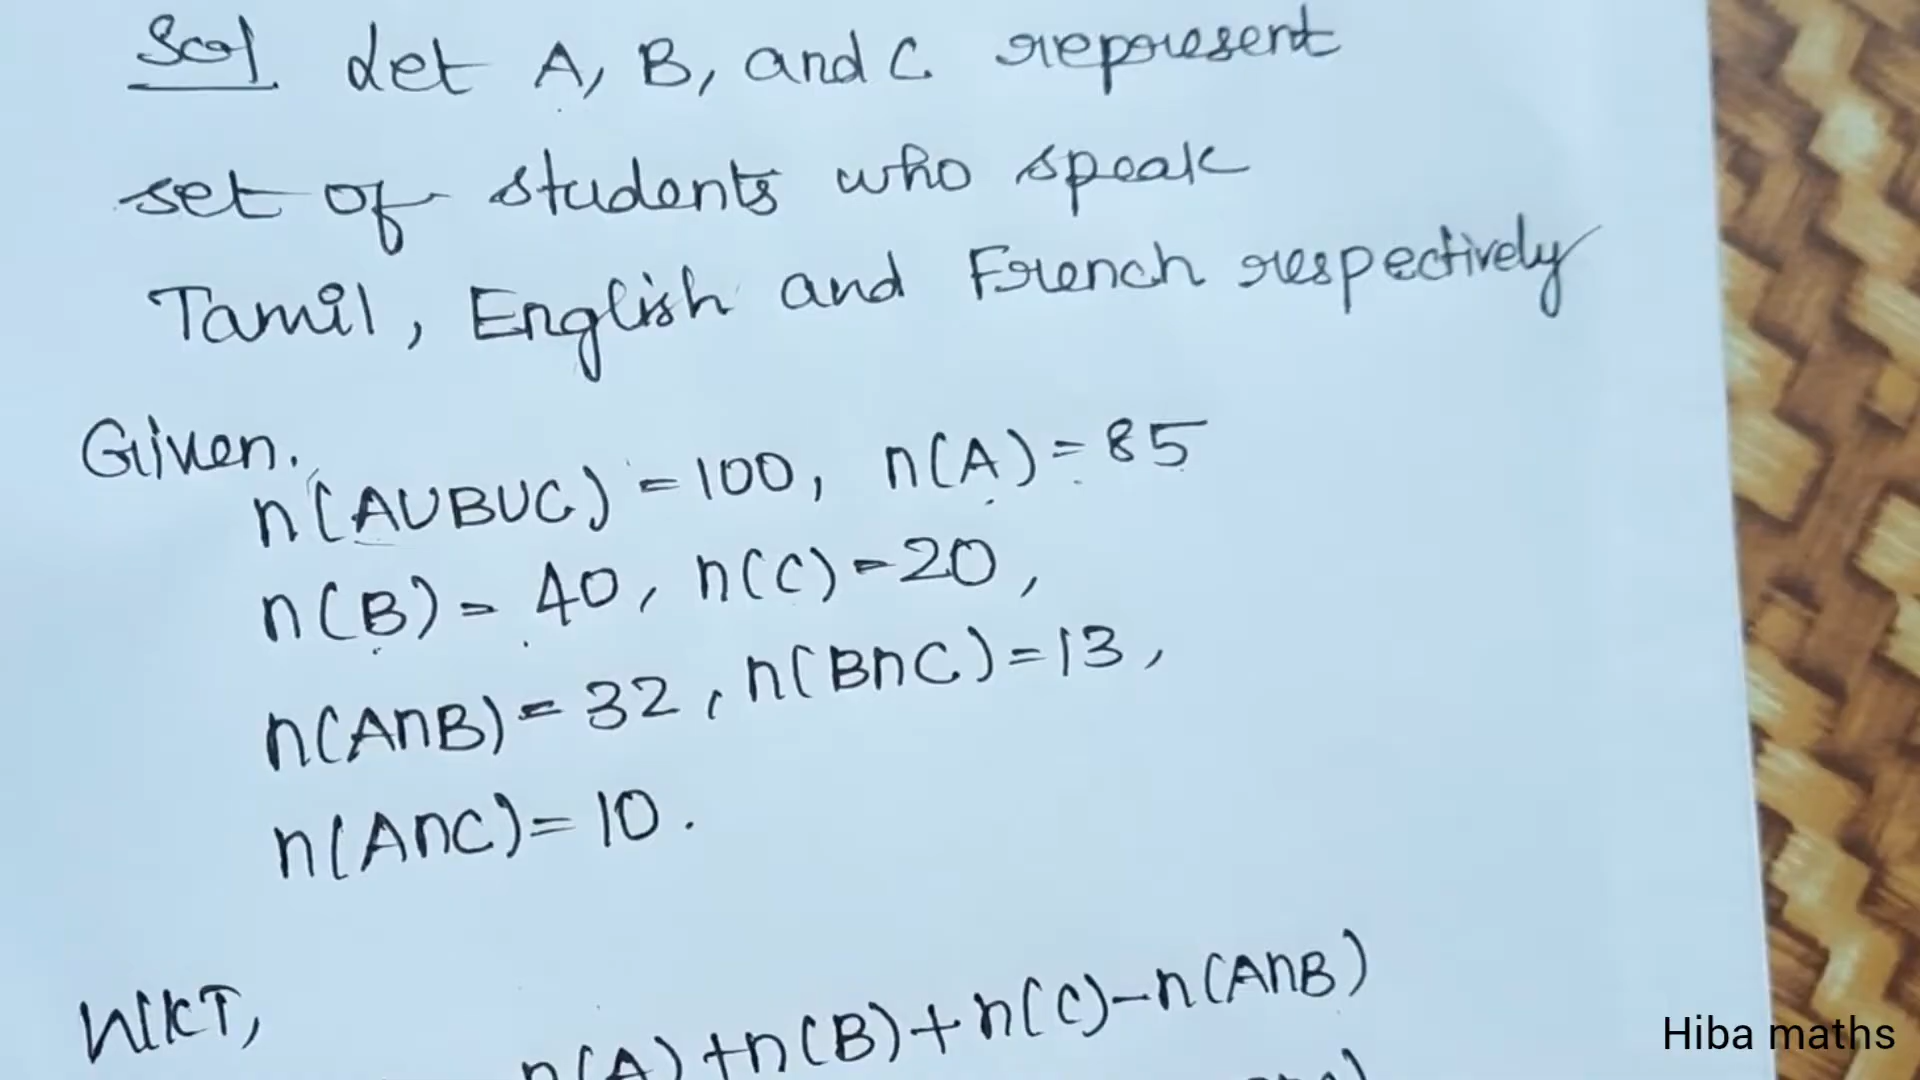 Sol Let A, B, and C represent
set of students who speak
Tamil, English and French respectively
Given.
n(AUBUC) = 100, n(A) = 85
n(B) = 40, n(C) = 20,
n(A∩B) = 32, n(B∩C) = 13,
n(A∩C) = 10.
WKT,
n(A)+n(B)+n(C)-n(A∩B)
Hiba maths